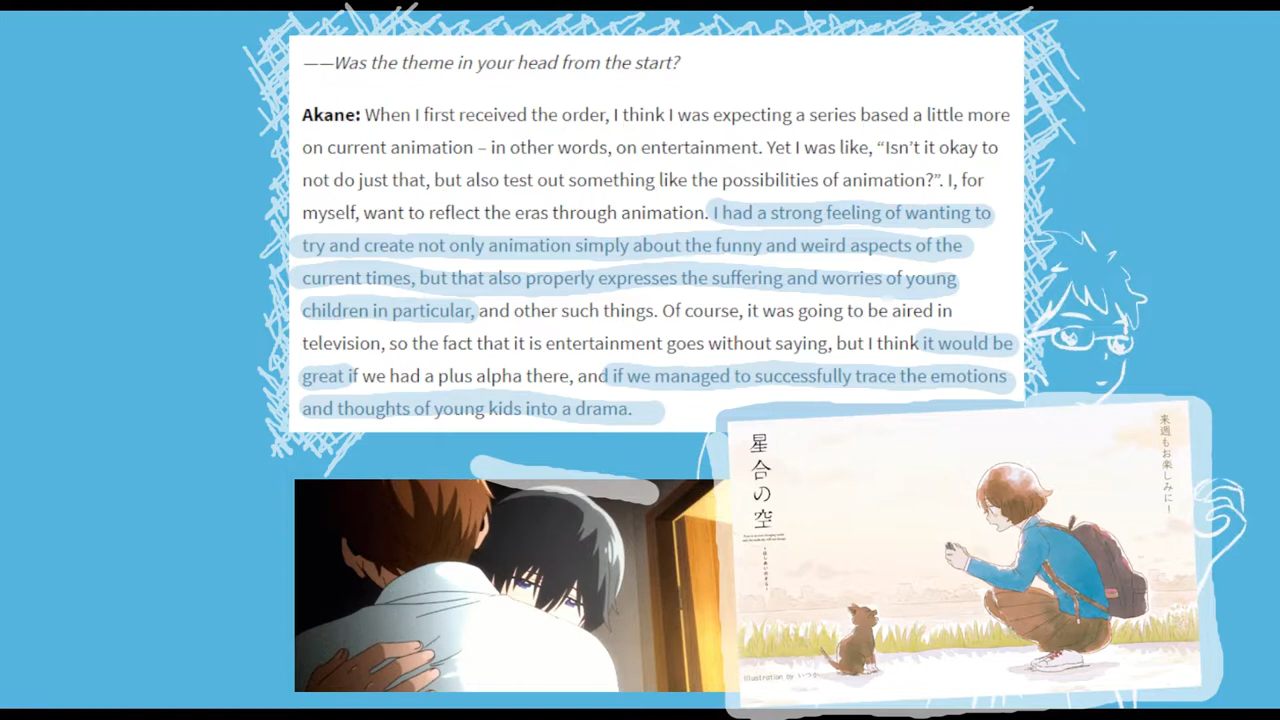 ——Was the theme in your head from the start?
Akane: When I first received the order, I think I was expecting a series based a little more
on current animation – in other words, on entertainment. Yet I was like, “Isn’t it okay to
not do just that, but also test out something like the possibilities of animation?”. I, for
myself, want to reflect the eras through animation. I had a strong feeling of wanting to
try and create not only animation simply about the funny and weird aspects of the
current times, but that also properly expresses the suffering and worries of young
children in particular, and other such things. Of course, it was going to be aired in
television, so the fact that it is entertainment goes without saying, but I think it would be
great if we had a plus alpha there, and if we managed to successfully trace the emotions
and thoughts of young kids into a drama.
星合の空
来週もお楽しみに！
illustration by いつか